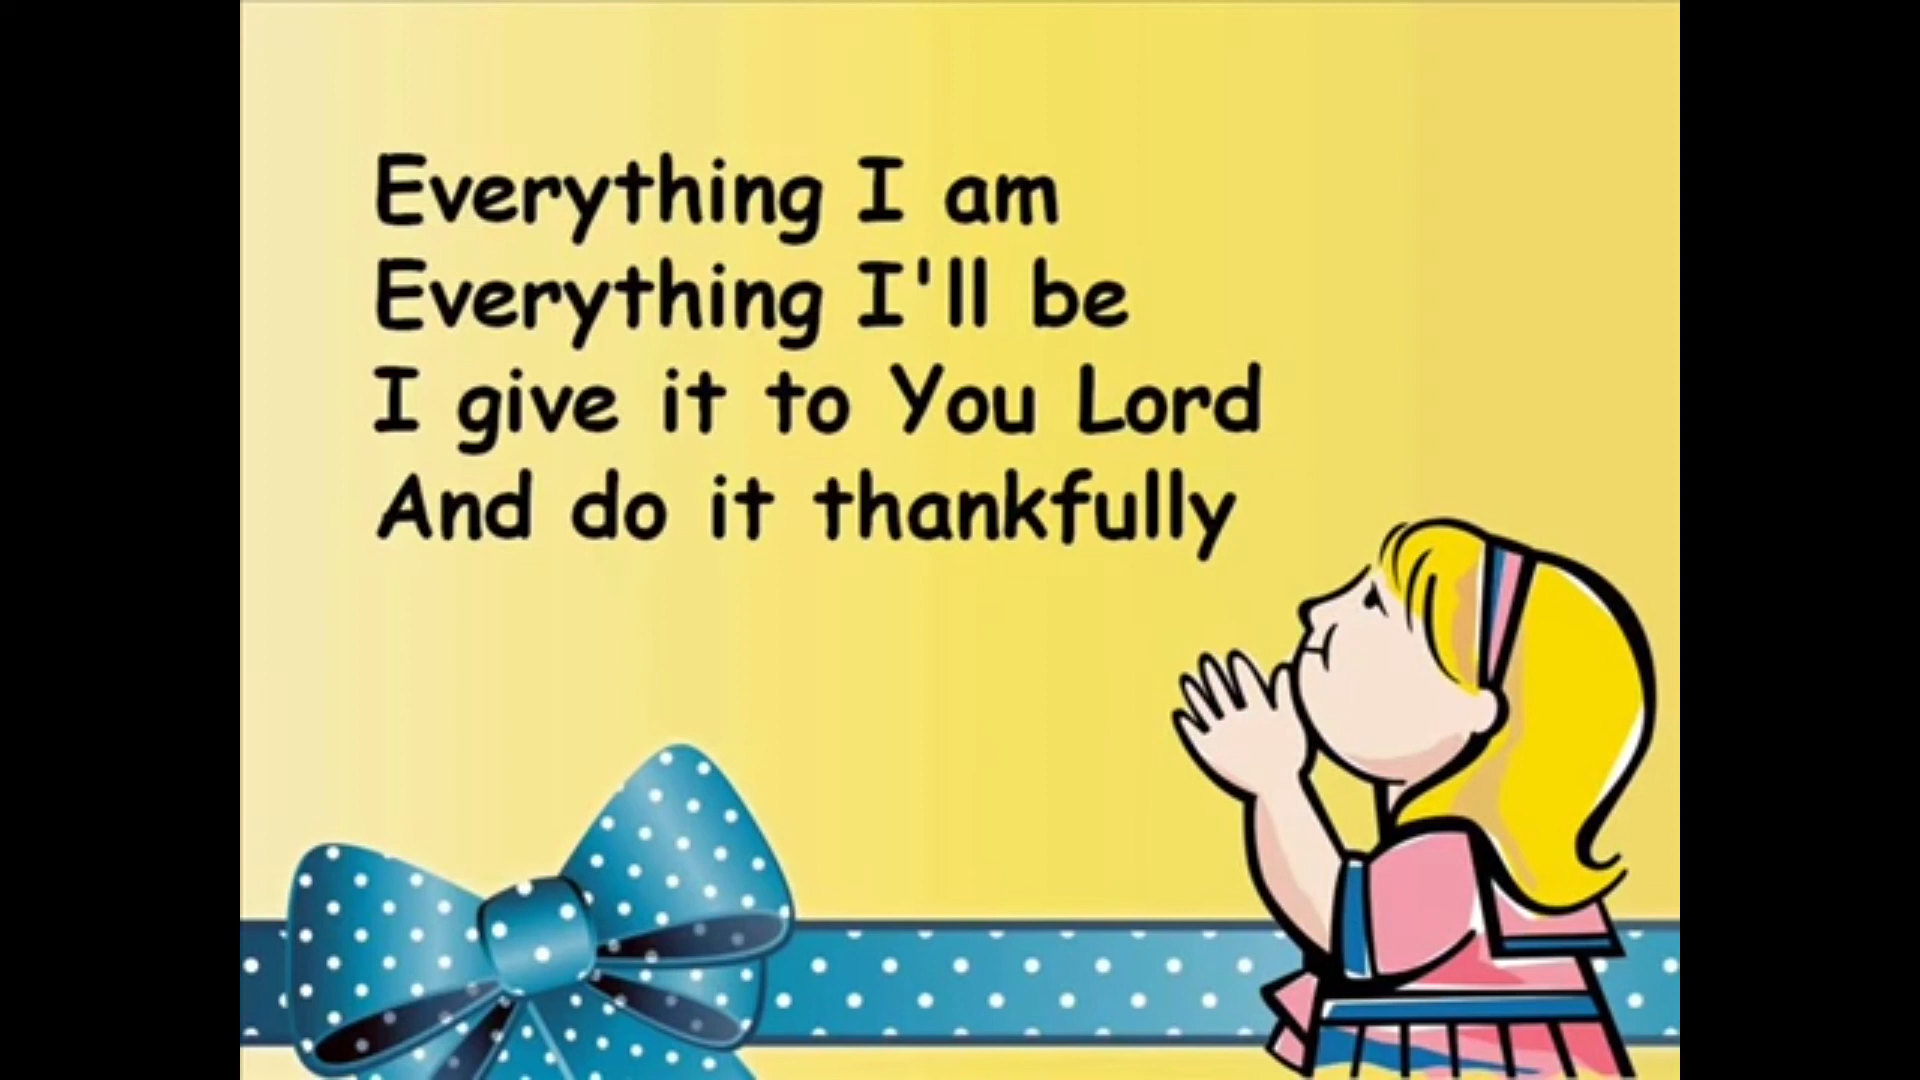 Everything I am
Everything I'll be
I give it to You Lord
And do it thankfully